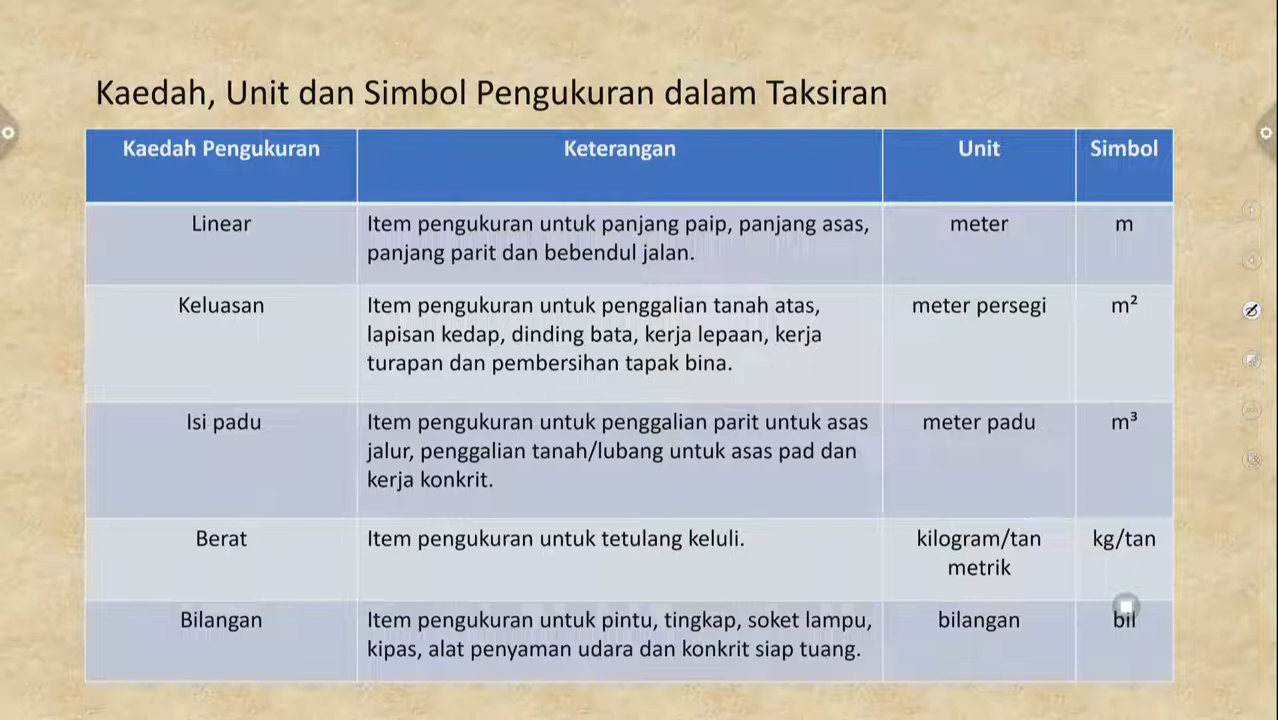 Kaedah, Unit dan Simbol Pengukuran dalam Taksiran
Kaedah Pengukuran Keterangan Unit Simbol
Linear Item pengukuran untuk panjang paip, panjang asas, meter m
panjang parit dan bebendul jalan.
Keluasan Item pengukuran untuk penggalian tanah atas, meter persegi m²
lapisan kedap, dinding bata, kerja lepaan, kerja
turapan dan pembersihan tapak bina.
Isi padu Item pengukuran untuk penggalian parit untuk asas meter padu m³
jalur, penggalian tanah/lubang untuk asas pad dan
kerja konkrit.
Berat Item pengukuran untuk tetulang keluli. kilogram/tan kg/tan
metrik
Bilangan Item pengukuran untuk pintu, tingkap, soket lampu, bilangan bil
kipas, alat penyaman udara dan konkrit siap tuang.